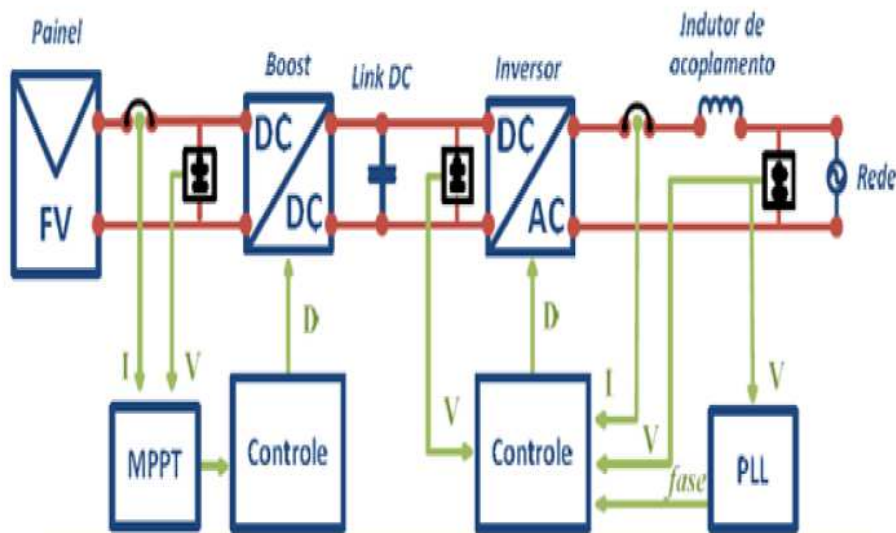 Painel
Boost
Link DC
Inversor
Indutor de
acoplamento
FV
DC
DC
DC
AC
Rede
I
V
D
V
D
I
V
V
MPPT
Controle
Controle
fase
PLL